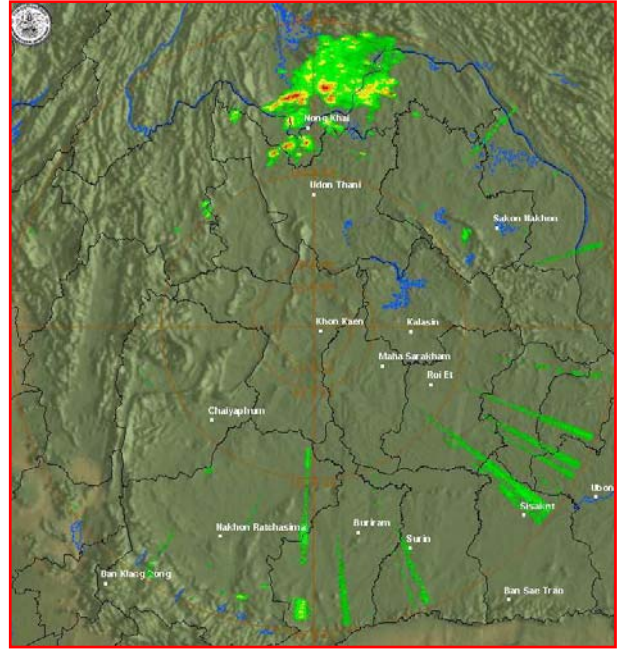 Nong Khai
Udon Thani
Sakon Nakhon
Khon Kaen
Kalasin
Maha Sarakham
Roi Et
Chaiyaphum
Ubon
Sisaket
Nakhon Ratchasima
Buriram
Surin
Ban Klang Dong
Ban Sae Trao